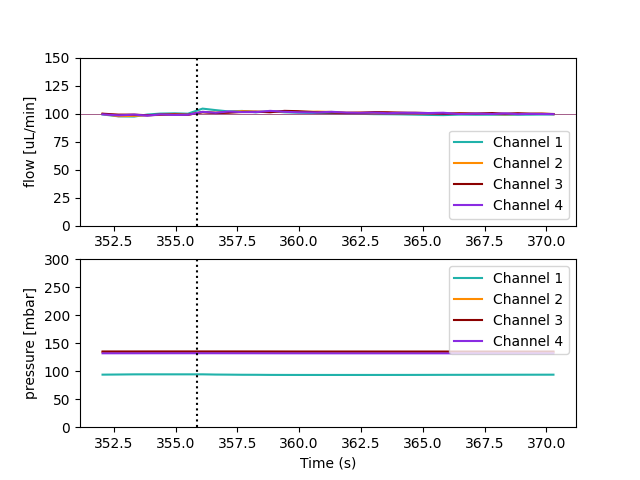 flow [uL/min]
150
125
100
75
50
25
0
Channel 1
Channel 2
Channel 3
Channel 4
352.5 355.0 357.5 360.0 362.5 365.0 367.5 370.0
pressure [mbar]
300
250
200
150
100
50
0
Channel 1
Channel 2
Channel 3
Channel 4
352.5 355.0 357.5 360.0 362.5 365.0 367.5 370.0
Time (s)